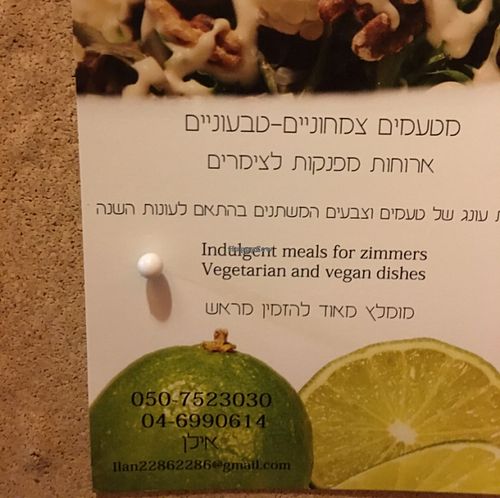 מטעמים צמחוניים-טבעוניים
ארוחות מפנקות לצימרים
עונג של טעמים וצבעים המשתנים בהתאם לעונות השנה
Indulgent meals for zimmers
Vegetarian and vegan dishes
מומלץ מאוד להזמין מראש
050-7523030
04-6990614
אילן
Ilan22862286@gmail.com